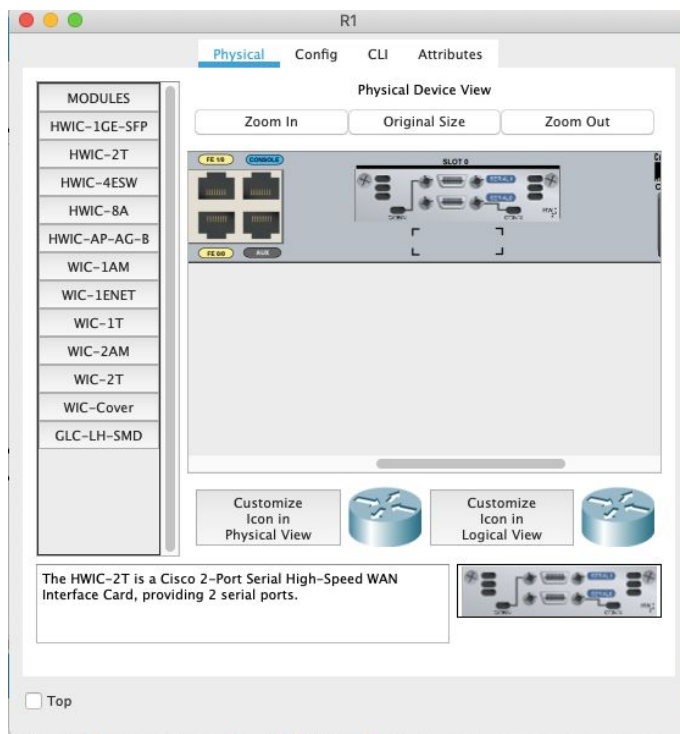 R1
Physical Config CLI Attributes
MODULES
HWIC-1GE-SFP
HWIC-2T
HWIC-4ESW
HWIC-8A
HWIC-AP-AG-B
WIC-1AM
WIC-1ENET
WIC-1T
WIC-2AM
WIC-2T
WIC-Cover
GLC-LH-SMD
Physical Device View
Zoom In Original Size Zoom Out
FE 1/0 CONSOLE
SLOT 0
FE 0/0 AUX
Customize
Icon in
Physical View
Customize
Icon in
Logical View
The HWIC-2T is a Cisco 2-Port Serial High-Speed WAN
Interface Card, providing 2 serial ports.
Top